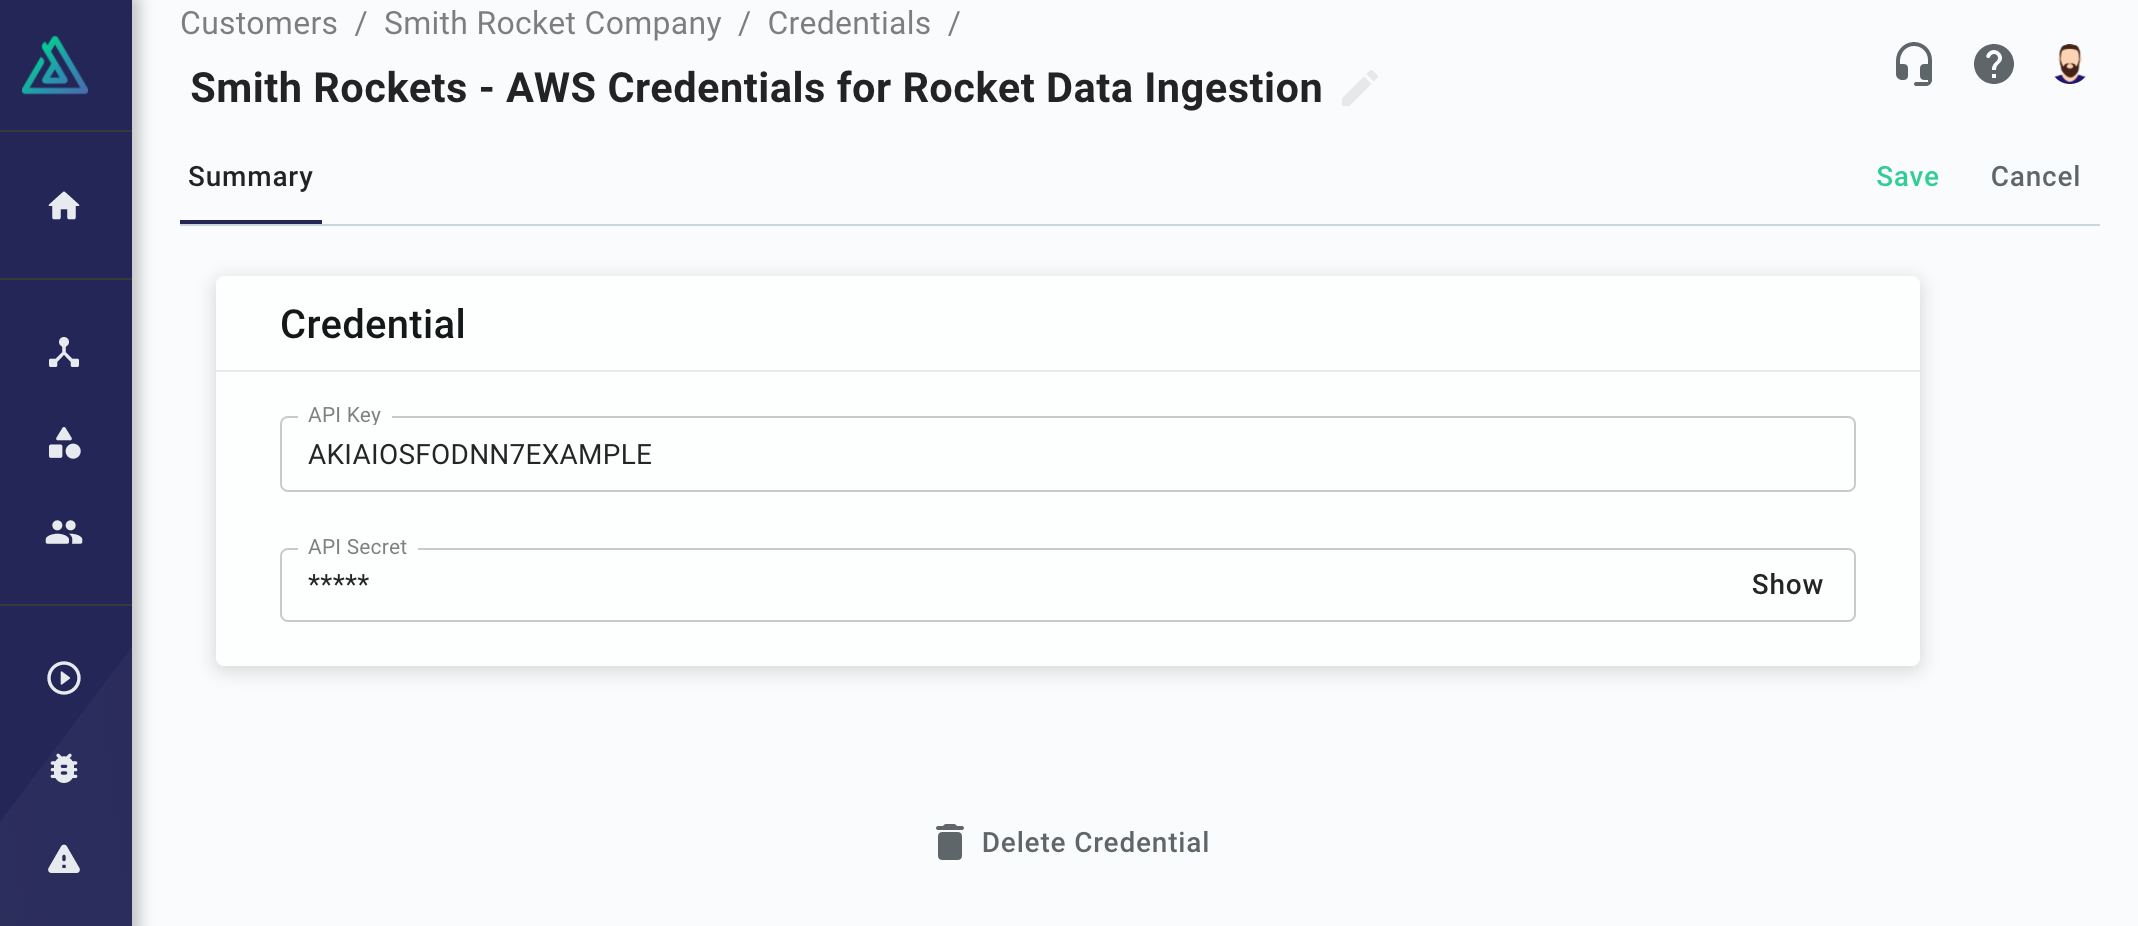 Customers / Smith Rocket Company / Credentials /
Smith Rockets - AWS Credentials for Rocket Data Ingestion
Summary
Save Cancel
Credential
API Key
AKIAIOSFODNN7EXAMPLE
API Secret
***** Show
Delete Credential